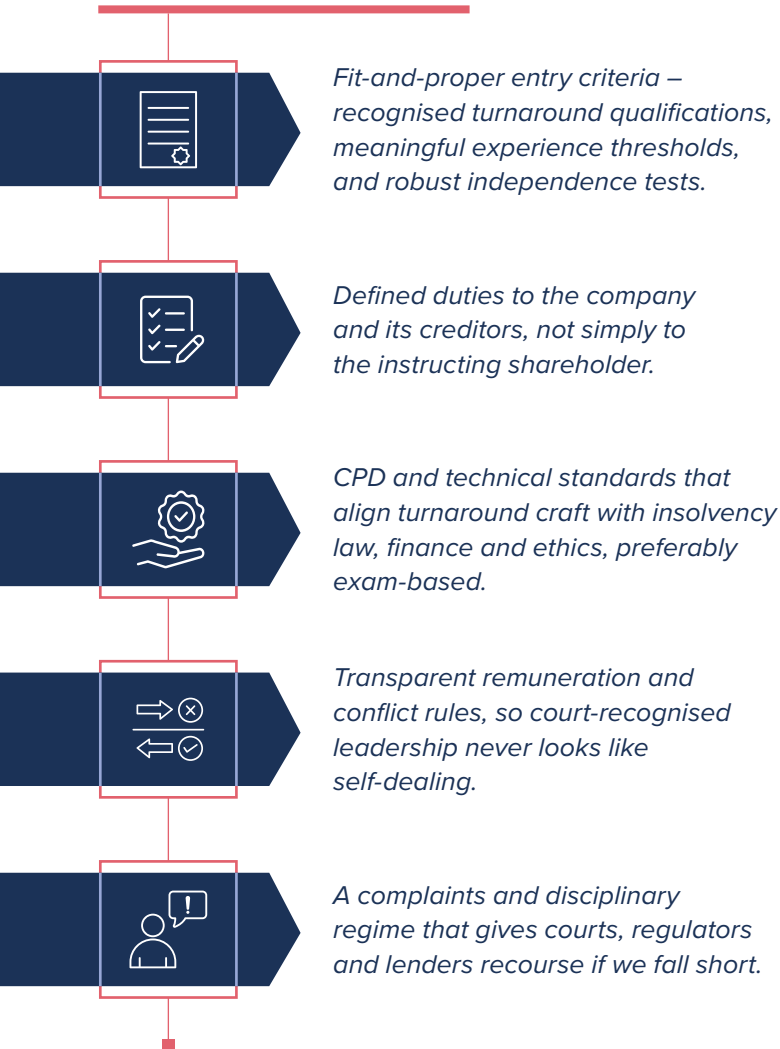 Fit-and-proper entry criteria –
recognised turnaround qualifications,
meaningful experience thresholds,
and robust independence tests.
Defined duties to the company
and its creditors, not simply to
the instructing shareholder.
CPD and technical standards that
align turnaround craft with insolvency
law, finance and ethics, preferably
exam-based.
Transparent remuneration and
conflict rules, so court-recognised
leadership never looks like
self-dealing.
A complaints and disciplinary
regime that gives courts, regulators
and lenders recourse if we fall short.